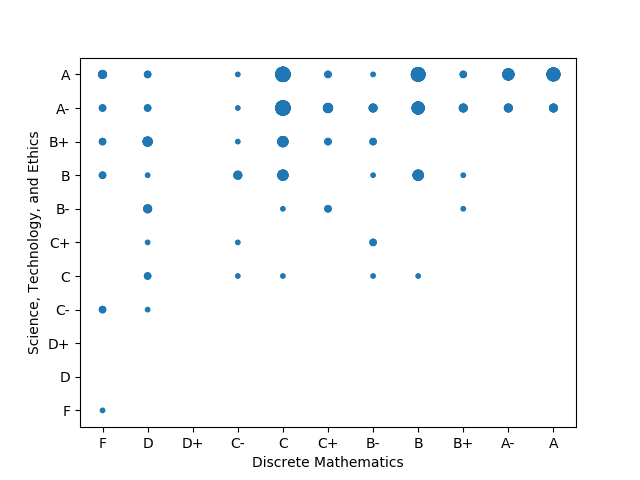 A
A-
B+
B
B-
C+
C
C-
D+
D
F
Science, Technology, and Ethics
F D D+ C- C C+ B- B B+ A- A
Discrete Mathematics